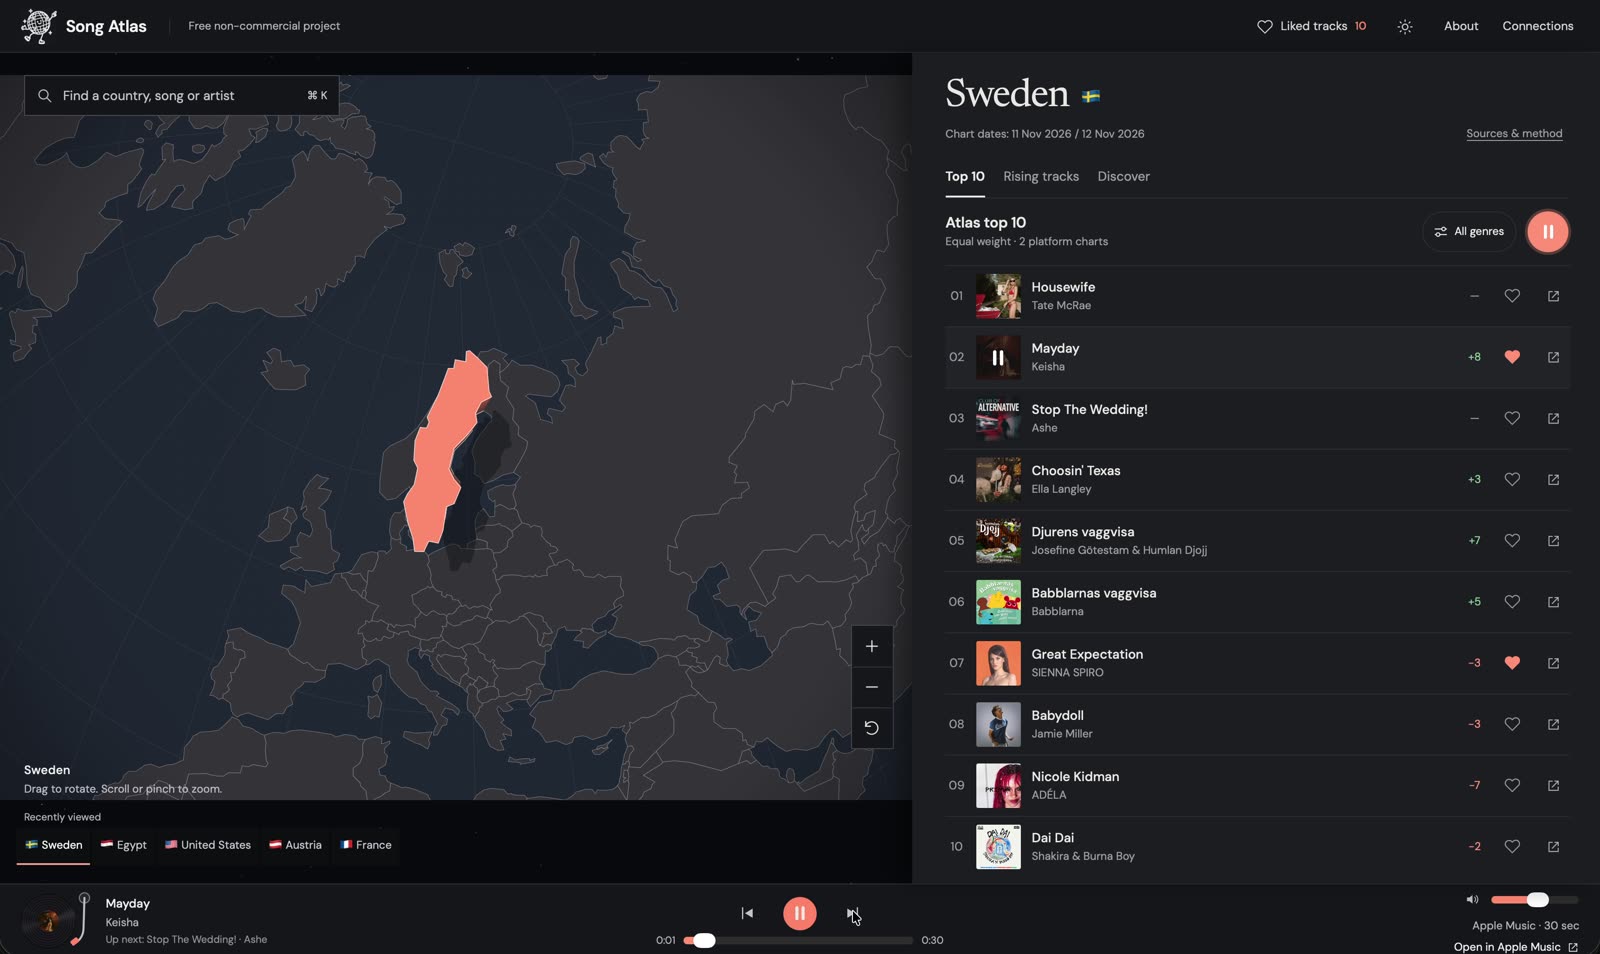 Song Atlas
Free non-commercial project
Liked tracks 10
About
Connections
Find a country, song or artist
⌘ K
Sweden
Chart dates: 11 Nov 2026 / 12 Nov 2026
Sources & method
Top 10
Rising tracks
Discover
Atlas top 10
Equal weight · 2 platform charts
All genres
01
Housewife
Tate McRae
–
02
Mayday
Keisha
+8
03
ALTERNATIVE
Stop The Wedding!
Ashe
–
04
Choosin' Texas
Ella Langley
+3
05
Djojj
Djurens vaggvisa
Josefine Götestam & Humlan Djojj
+7
06
Babblarnas vaggvisa
Babblarna
+5
07
Great Expectation
SIENNA SPIRO
-3
08
Babydoll
Jamie Miller
-3
09
Nicole Kidman
ADÉLA
-7
10
DAI DAI
Dai Dai
Shakira & Burna Boy
-2
Sweden
Drag to rotate. Scroll or pinch to zoom.
Recently viewed
Sweden
Egypt
United States
Austria
France
Mayday
Keisha
Up next: Stop The Wedding! · Ashe
0:01
0:30
Apple Music · 30 sec
Open in Apple Music